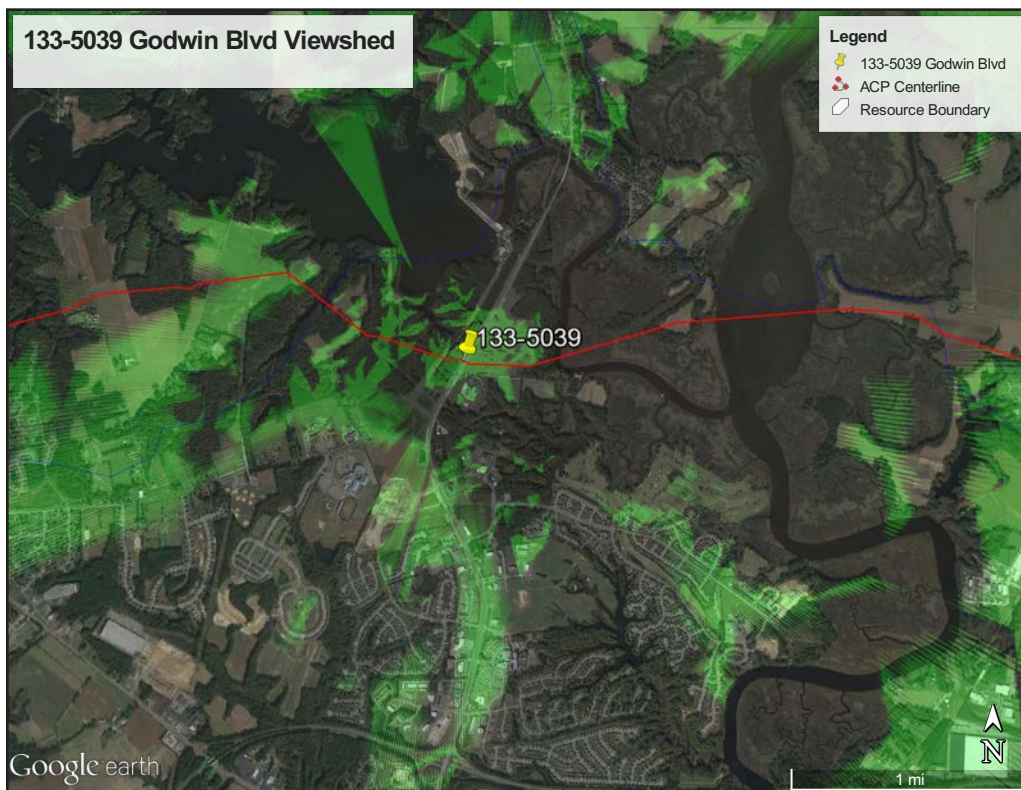 133-5039 Godwin Blvd Viewshed
Legend
133-5039 Godwin Blvd
ACP Centerline
Resource Boundary
133-5039
Google earth
N
1 mi